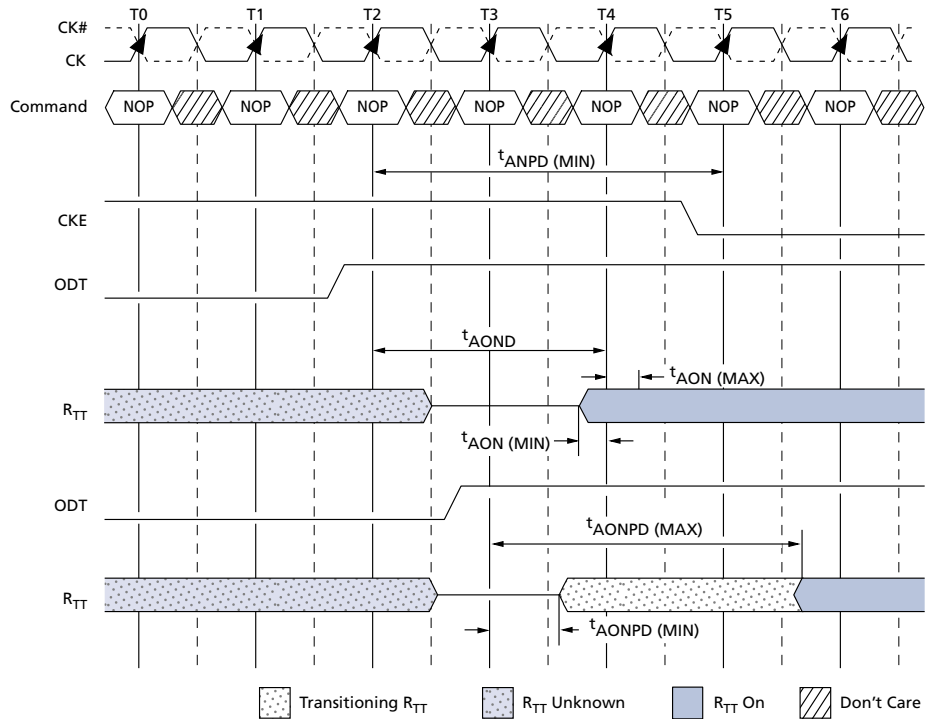 T0 T1 T2 T3 T4 T5 T6
CK#
CK
Command NOP NOP NOP NOP NOP NOP NOP
tANPD (MIN)
CKE
ODT
tAOND
tAON (MAX)
RTT
tAON (MIN)
ODT
tAONPD (MAX)
RTT
tAONPD (MIN)
Transitioning RTT RTT Unknown RTT On Don't Care